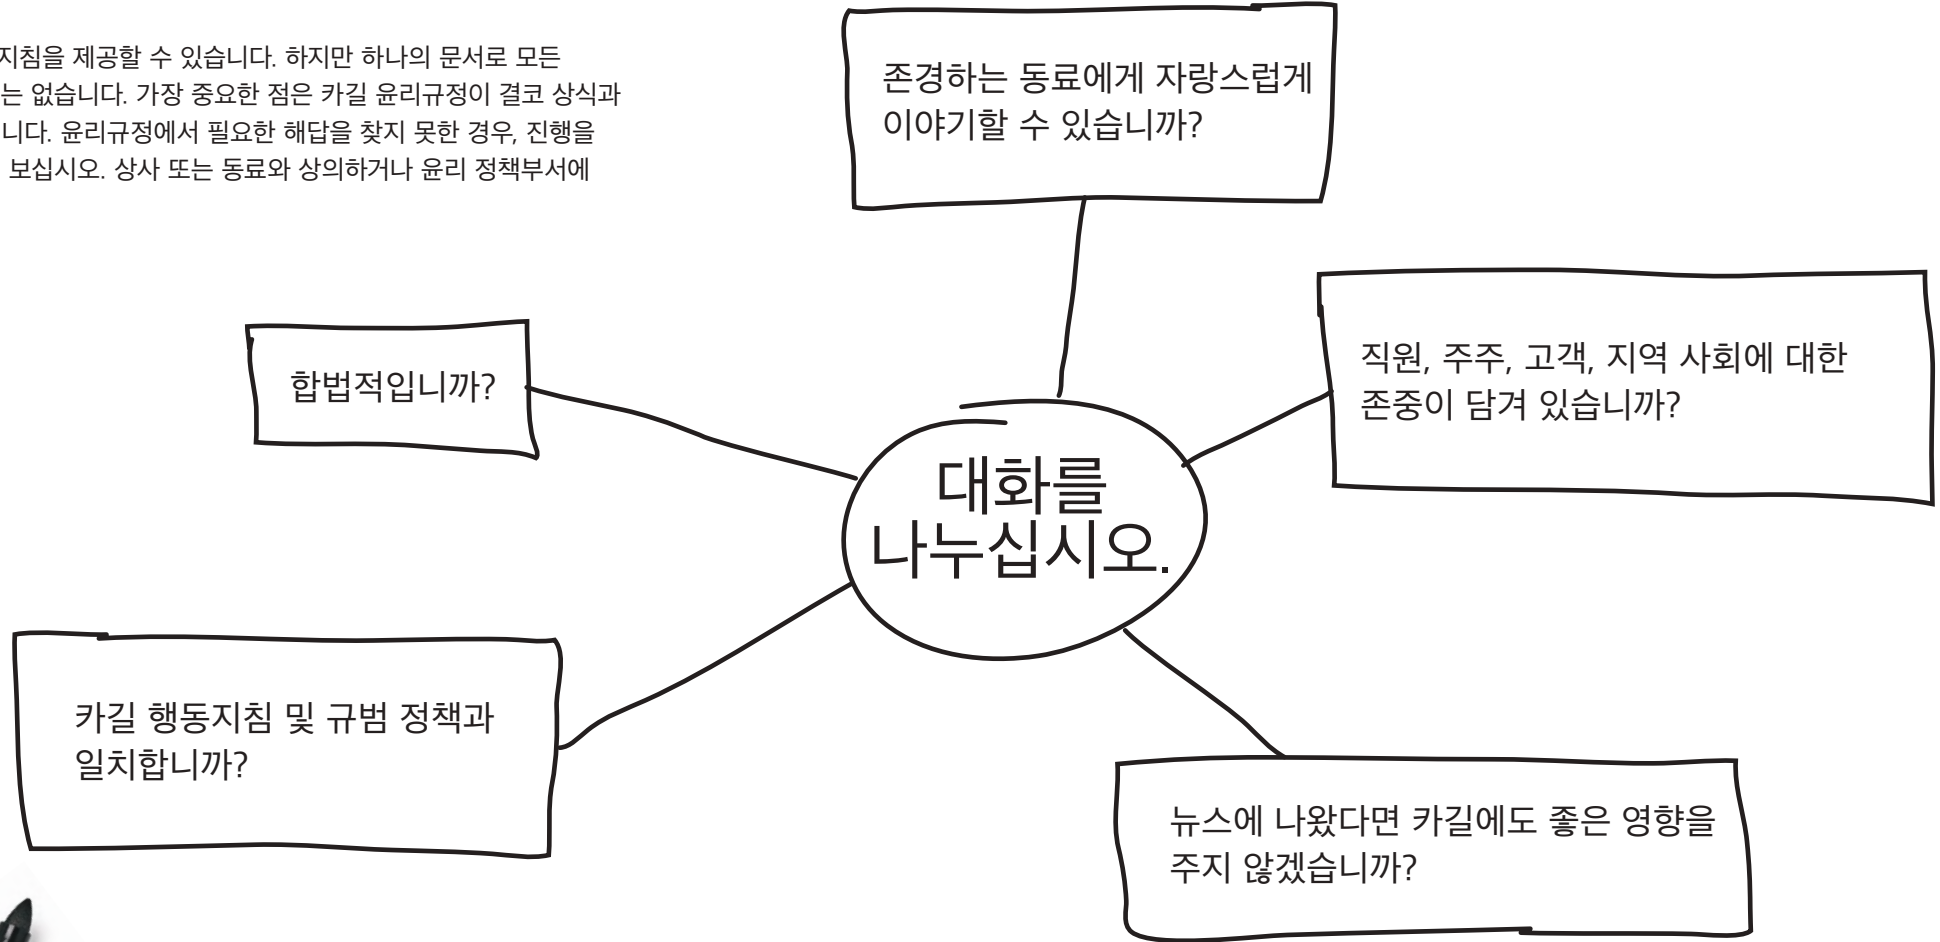 지침을 제공할 수 있습니다. 하지만 하나의 문서로 모든
는 없습니다. 가장 중요한 점은 카길 윤리규정이 결코 상식과
니다. 윤리규정에서 필요한 해답을 찾지 못한 경우, 진행을
보십시오. 상사 또는 동료와 상의하거나 윤리 정책부서에
존경하는 동료에게 자랑스럽게
이야기할 수 있습니까?
합법적입니까?
직원, 주주, 고객, 지역 사회에 대한
존중이 담겨 있습니까?
대화를
나누십시오.
카길 행동지침 및 규범 정책과
일치합니까?
뉴스에 나왔다면 카길에도 좋은 영향을
주지 않겠습니까?